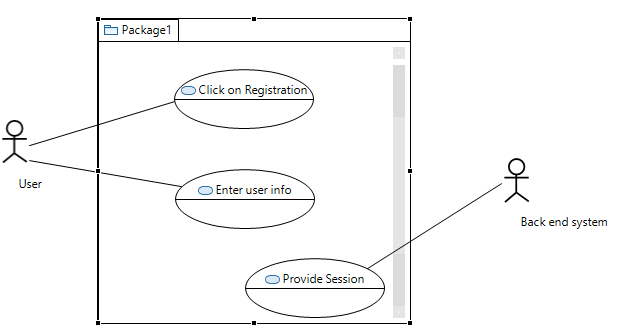 Package1
Click on Registration
User
Enter user info
Back end system
Provide Session